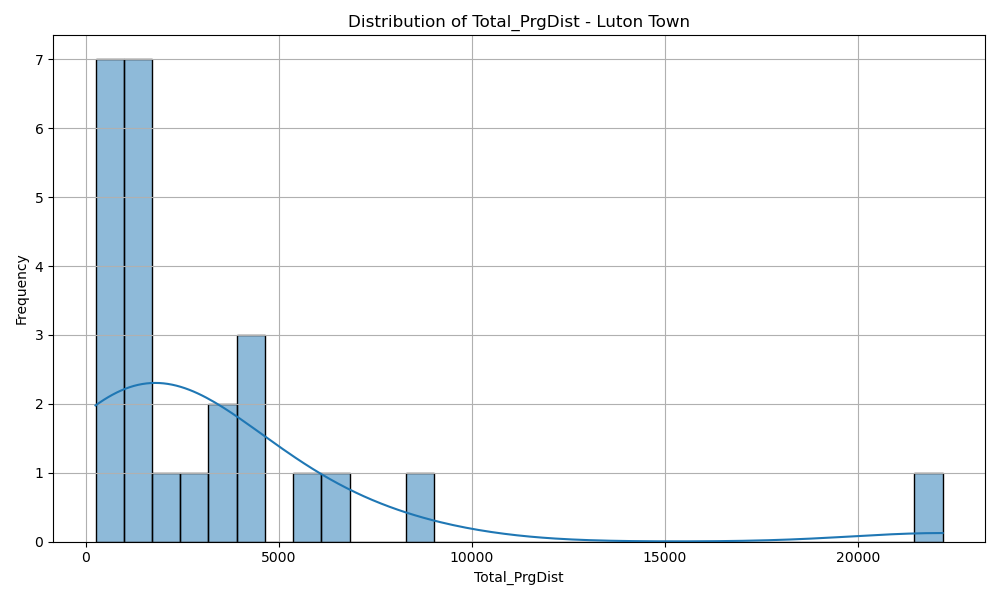 Distribution of Total_PrgDist - Luton Town
Frequency
7
6
5
4
3
2
1
0
0 5000 10000 15000 20000
Total_PrgDist